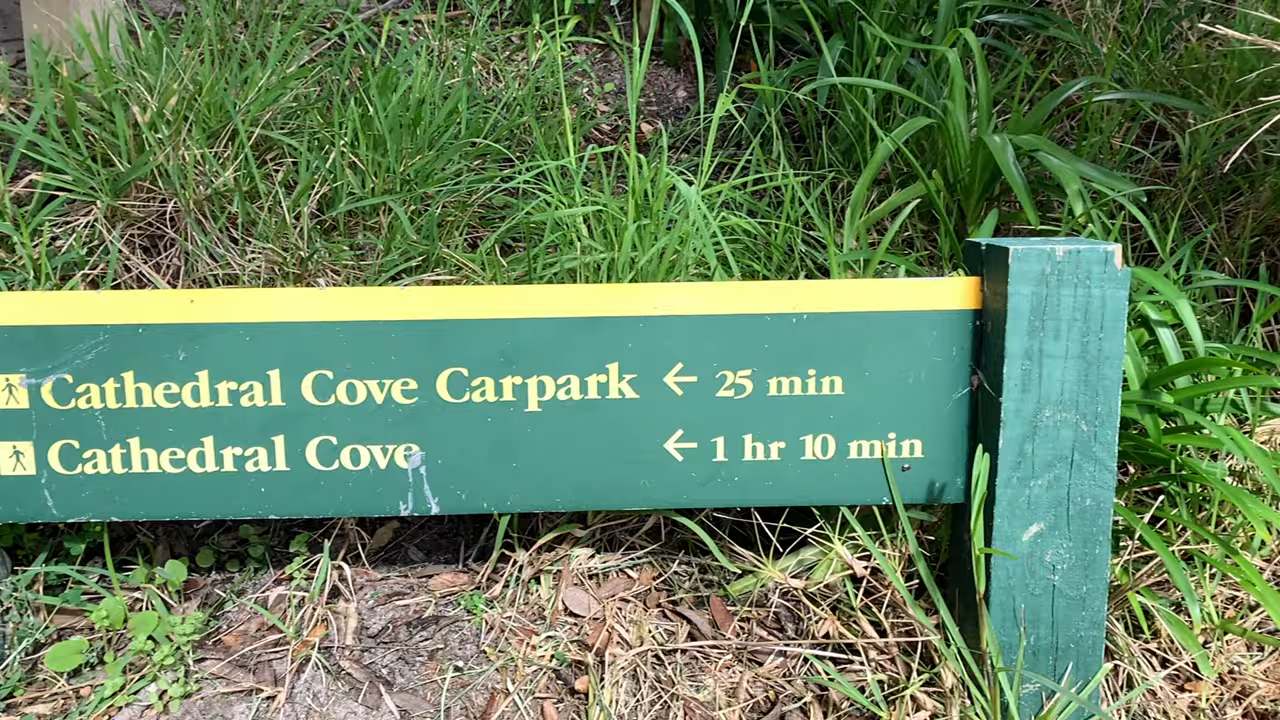 Cathedral Cove Carpark ← 25 min
Cathedral Cove ← 1 hr 10 min